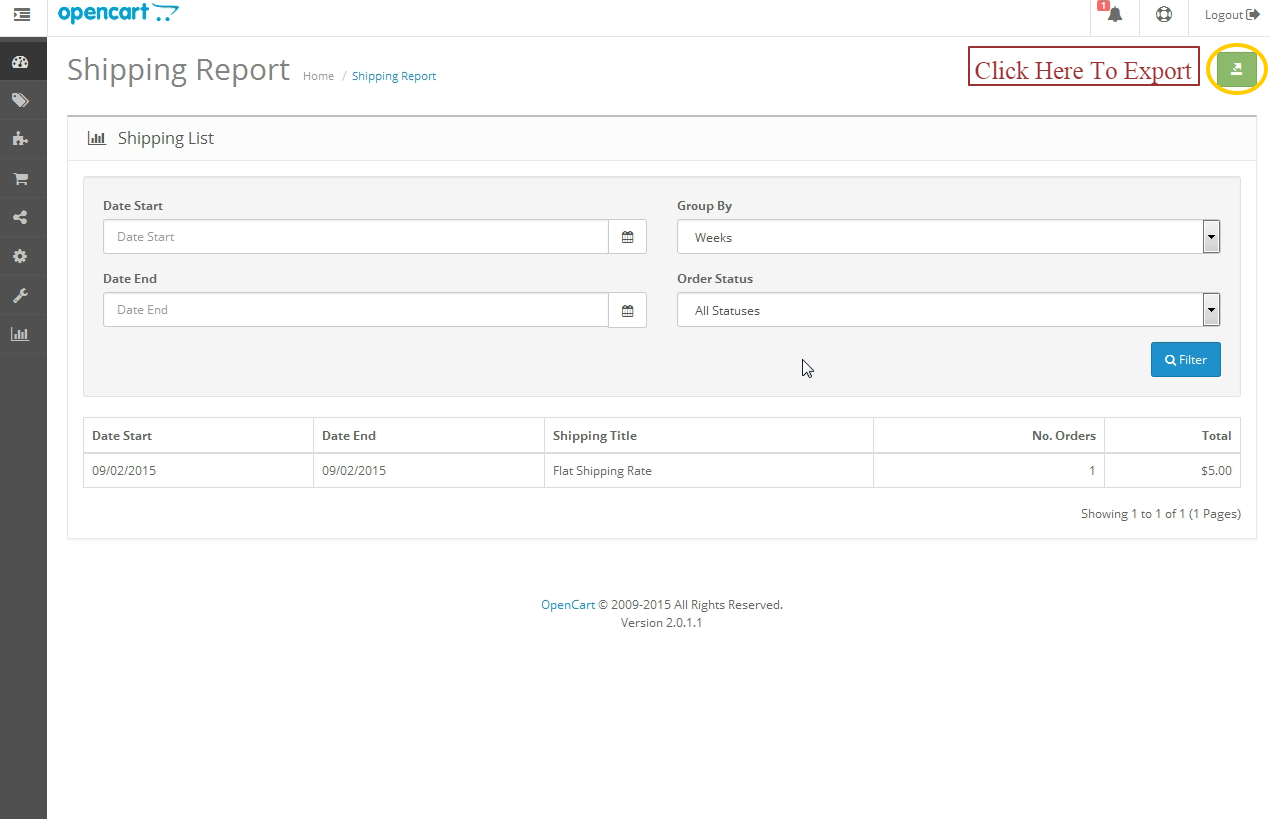 opencart
1
Logout
Shipping Report Home / Shipping Report
Click Here To Export
Shipping List
Date Start
Date Start
Group By
Weeks
Date End
Date End
Order Status
All Statuses
Filter
Date Start Date End Shipping Title No. Orders Total
09/02/2015 09/02/2015 Flat Shipping Rate 1 $5.00
Showing 1 to 1 of 1 (1 Pages)
OpenCart © 2009-2015 All Rights Reserved.
Version 2.0.1.1